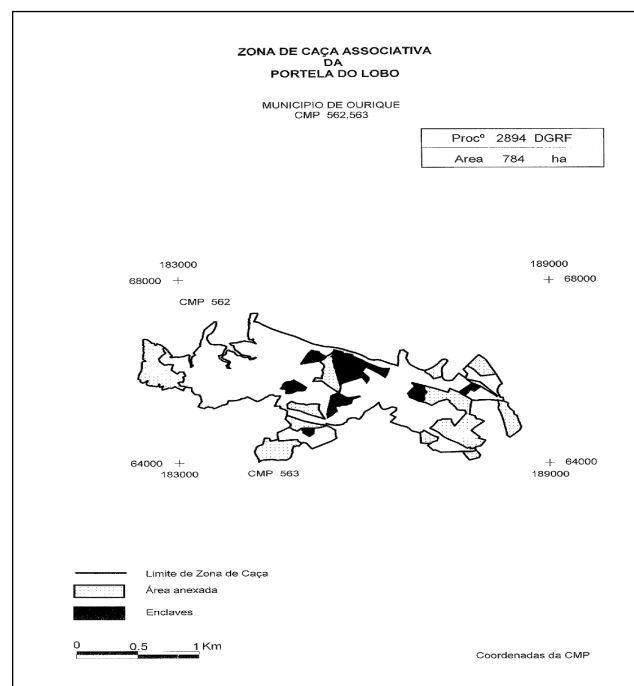 ZONA DE CAÇA ASSOCIATIVA
DA
PORTELA DO LOBO
MUNICIPIO DE OURIQUE
CMP 562,563
Procº 2894 DGRF
Area 784 ha
183000
189000
68000
68000
CMP 562
64000
64000
183000
CMP 563
189000
Limite de Zona de Caça
Área anexada
Enclaves
0 0.5 1 Km
Coordenadas da CMP